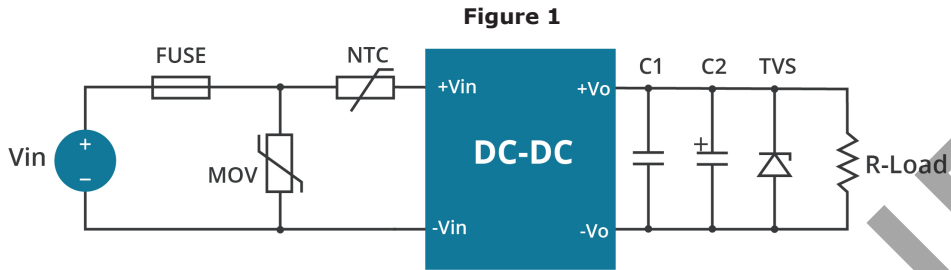 Figure 1
FUSE
NTC
C1
C2
TVS
+Vin
+Vo
+
Vin
−
MOV
DC-DC
+
R-Load
-Vin
-Vo